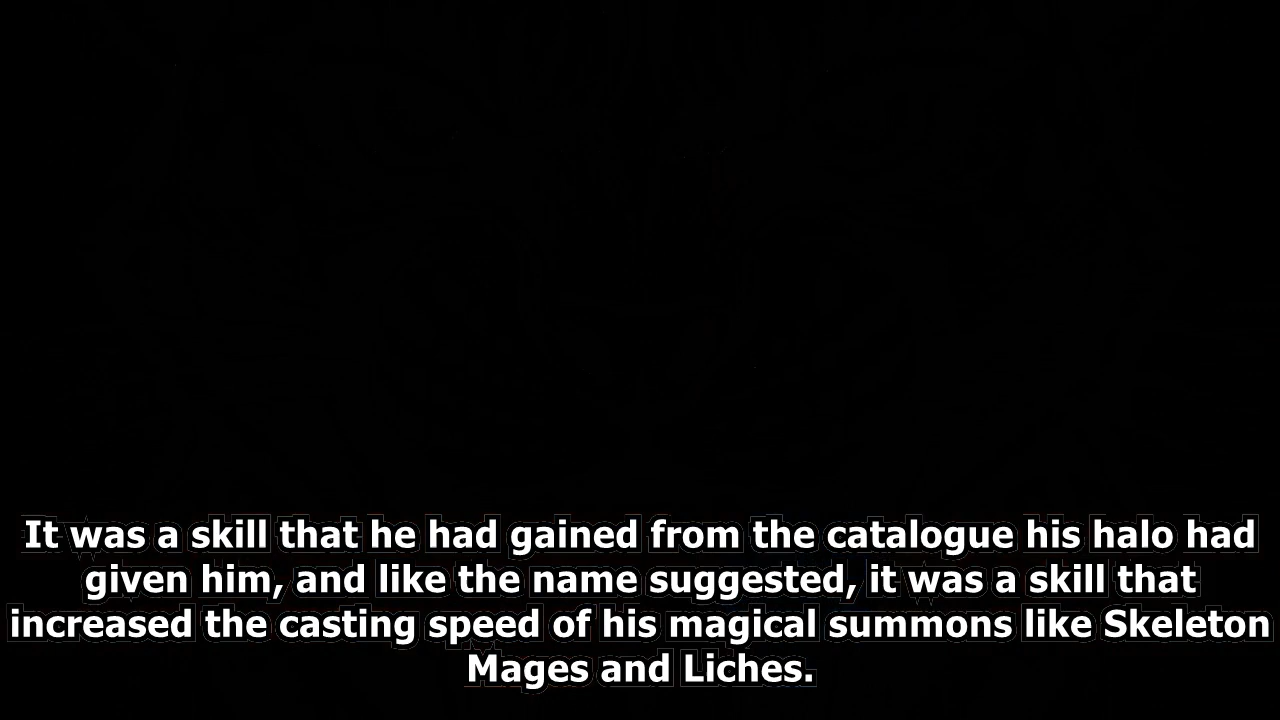 It was a skill that he had gained from the catalogue his halo had
given him, and like the name suggested, it was a skill that
increased the casting speed of his magical summons like Skeleton
Mages and Liches.